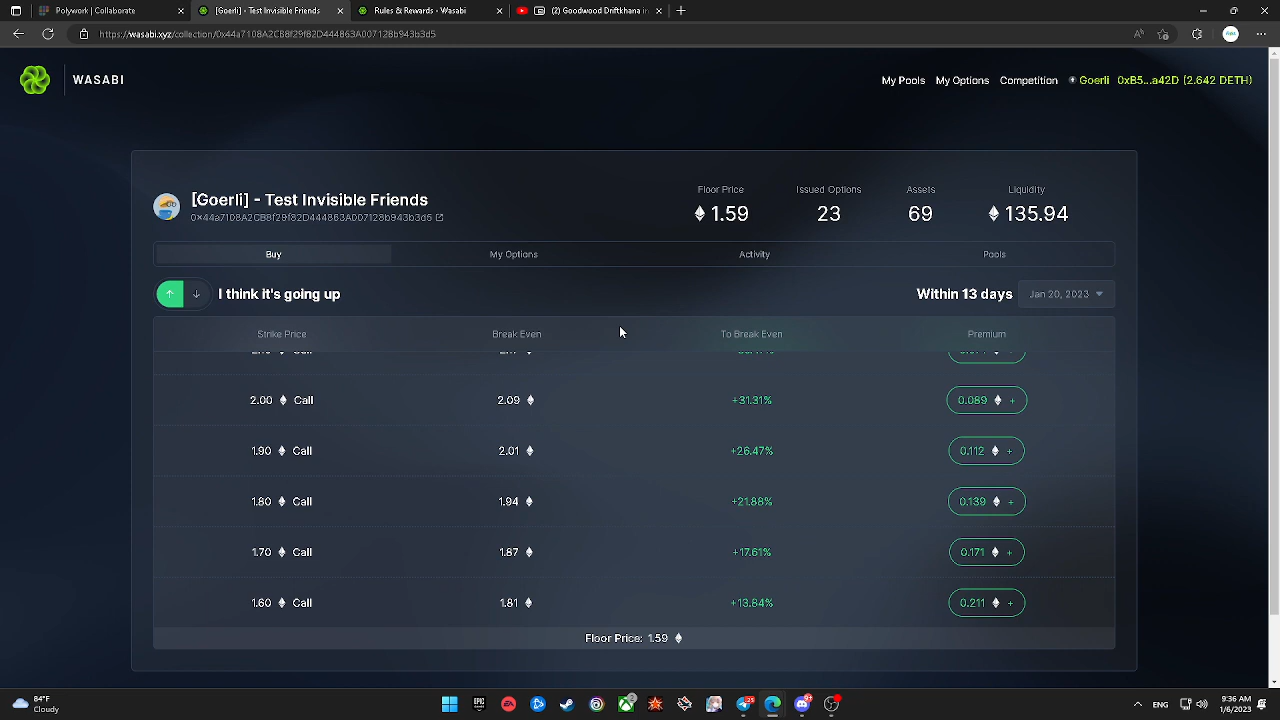 Polywork | Collaborate
[Goerli] - Test Invisible Friends
Rules & Rewards - Wasabi
(2) Goodwood Driftkhana in
https://wasabi.xyz/collection/0x44a7108A2CB8f29f82D444863A007128b943b3d5
WASABI
My Pools My Options Competition Goerli 0xB5...a42D (2.642 DETH)
[Goerli] - Test Invisible Friends
0x44a7108A2CB8f29f82D444863A007128b943b3d5
Floor Price Issued Options Assets Liquidity
1.59 23 69 135.94
Buy My Options Activity Pools
I think it's going up Within 13 days Jan 20, 2023
Strike Price Break Even To Break Even Premium
2.00 Call 2.09 +31.31% 0.089 +
1.90 Call 2.01 +26.47% 0.112 +
1.80 Call 1.94 +21.88% 0.139 +
1.70 Call 1.87 +17.61% 0.171 +
1.60 Call 1.81 +13.84% 0.211 +
Floor Price: 1.59
84°F
Cloudy
ENG
9:36 AM
1/6/2023